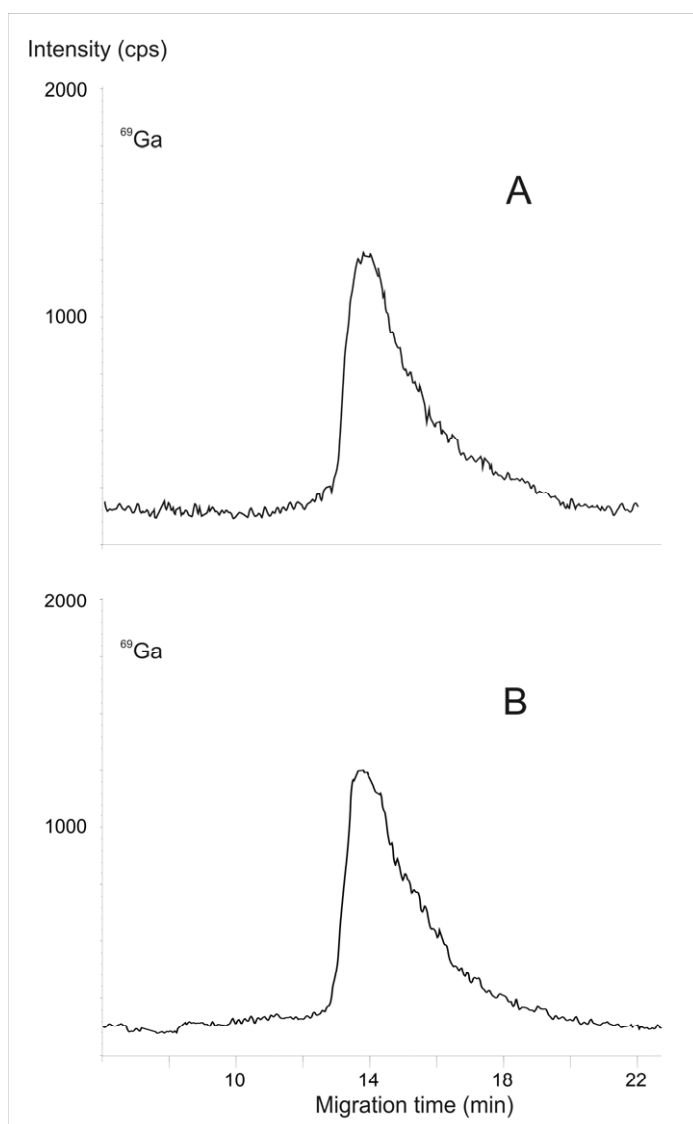 Intensity (cps)
2000
⁶⁹Ga
A
1000
2000
⁶⁹Ga
B
1000
10 14 18 22
Migration time (min)